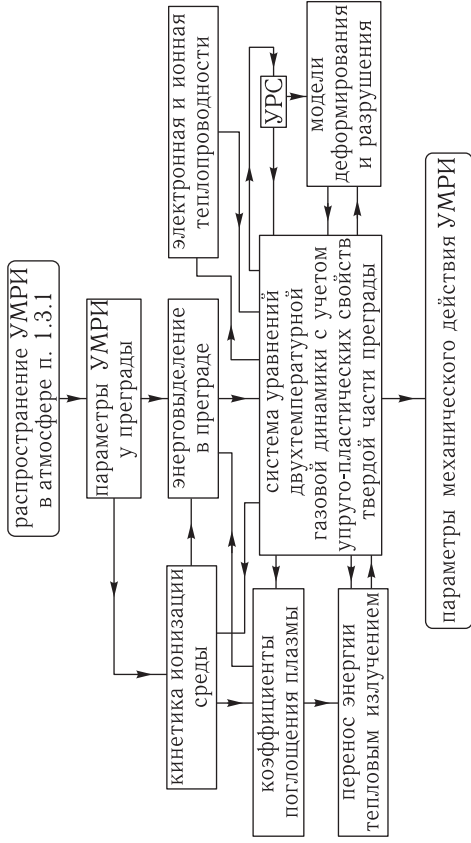 распространение УМРИ
в атмосфере п. 1.3.1
параметры УМРИ
у преграды
кинетика ионизации
среды
энерговыделение
в преграде
электронная и ионная
теплопроводности
коэффициенты
поглощения плазмы
система уравнений
двухтемпературной
газовой динамики с учетом
упруго-пластических свойств
твердой части преграды
УРС
модели
деформирования
и разрушения
перенос энергии
тепловым излучением
параметры механического действия УМРИ